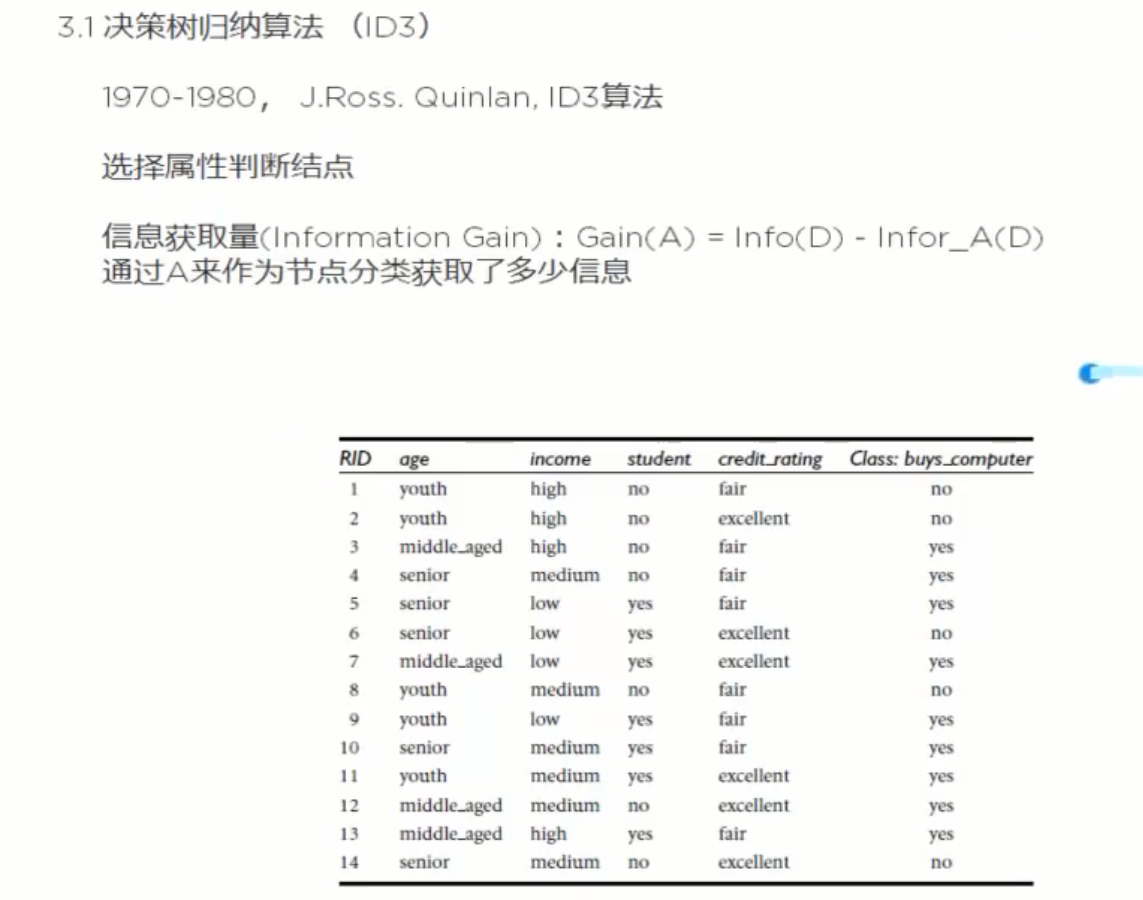 3.1 决策树归纳算法 （ID3）
1970-1980， J.Ross. Quinlan, ID3算法
选择属性判断结点
信息获取量(Information Gain)：Gain(A) = Info(D) - Infor_A(D)
通过A来作为节点分类获取了多少信息
RID age income student credit_rating Class: buys_computer
1 youth high no fair no
2 youth high no excellent no
3 middle_aged high no fair yes
4 senior medium no fair yes
5 senior low yes fair yes
6 senior low yes excellent no
7 middle_aged low yes excellent yes
8 youth medium no fair no
9 youth low yes fair yes
10 senior medium yes fair yes
11 youth medium yes excellent yes
12 middle_aged medium no excellent yes
13 middle_aged high yes fair yes
14 senior medium no excellent no